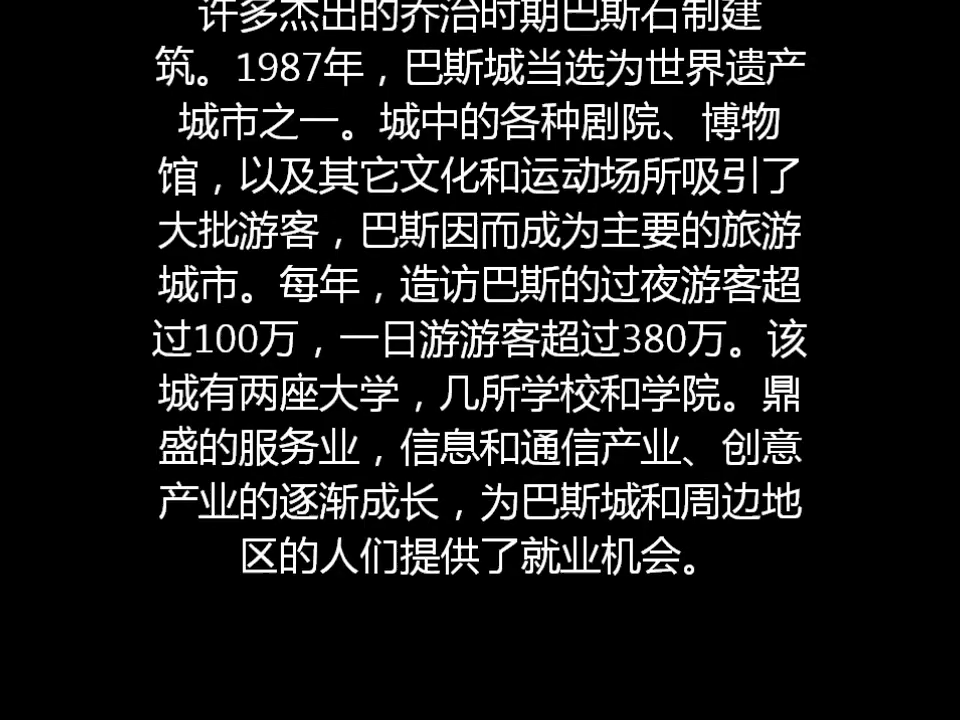 许多杰出的乔治时期巴斯石制建
筑。1987年，巴斯城当选为世界遗产
城市之一。城中的各种剧院、博物
馆，以及其它文化和运动场所吸引了
大批游客，巴斯因而成为主要的旅游
城市。每年，造访巴斯的过夜游客超
过100万，一日游游客超过380万。该
城有两座大学，几所学校和学院。鼎
盛的服务业，信息和通信产业、创意
产业的逐渐成长，为巴斯城和周边地
区的人们提供了就业机会。